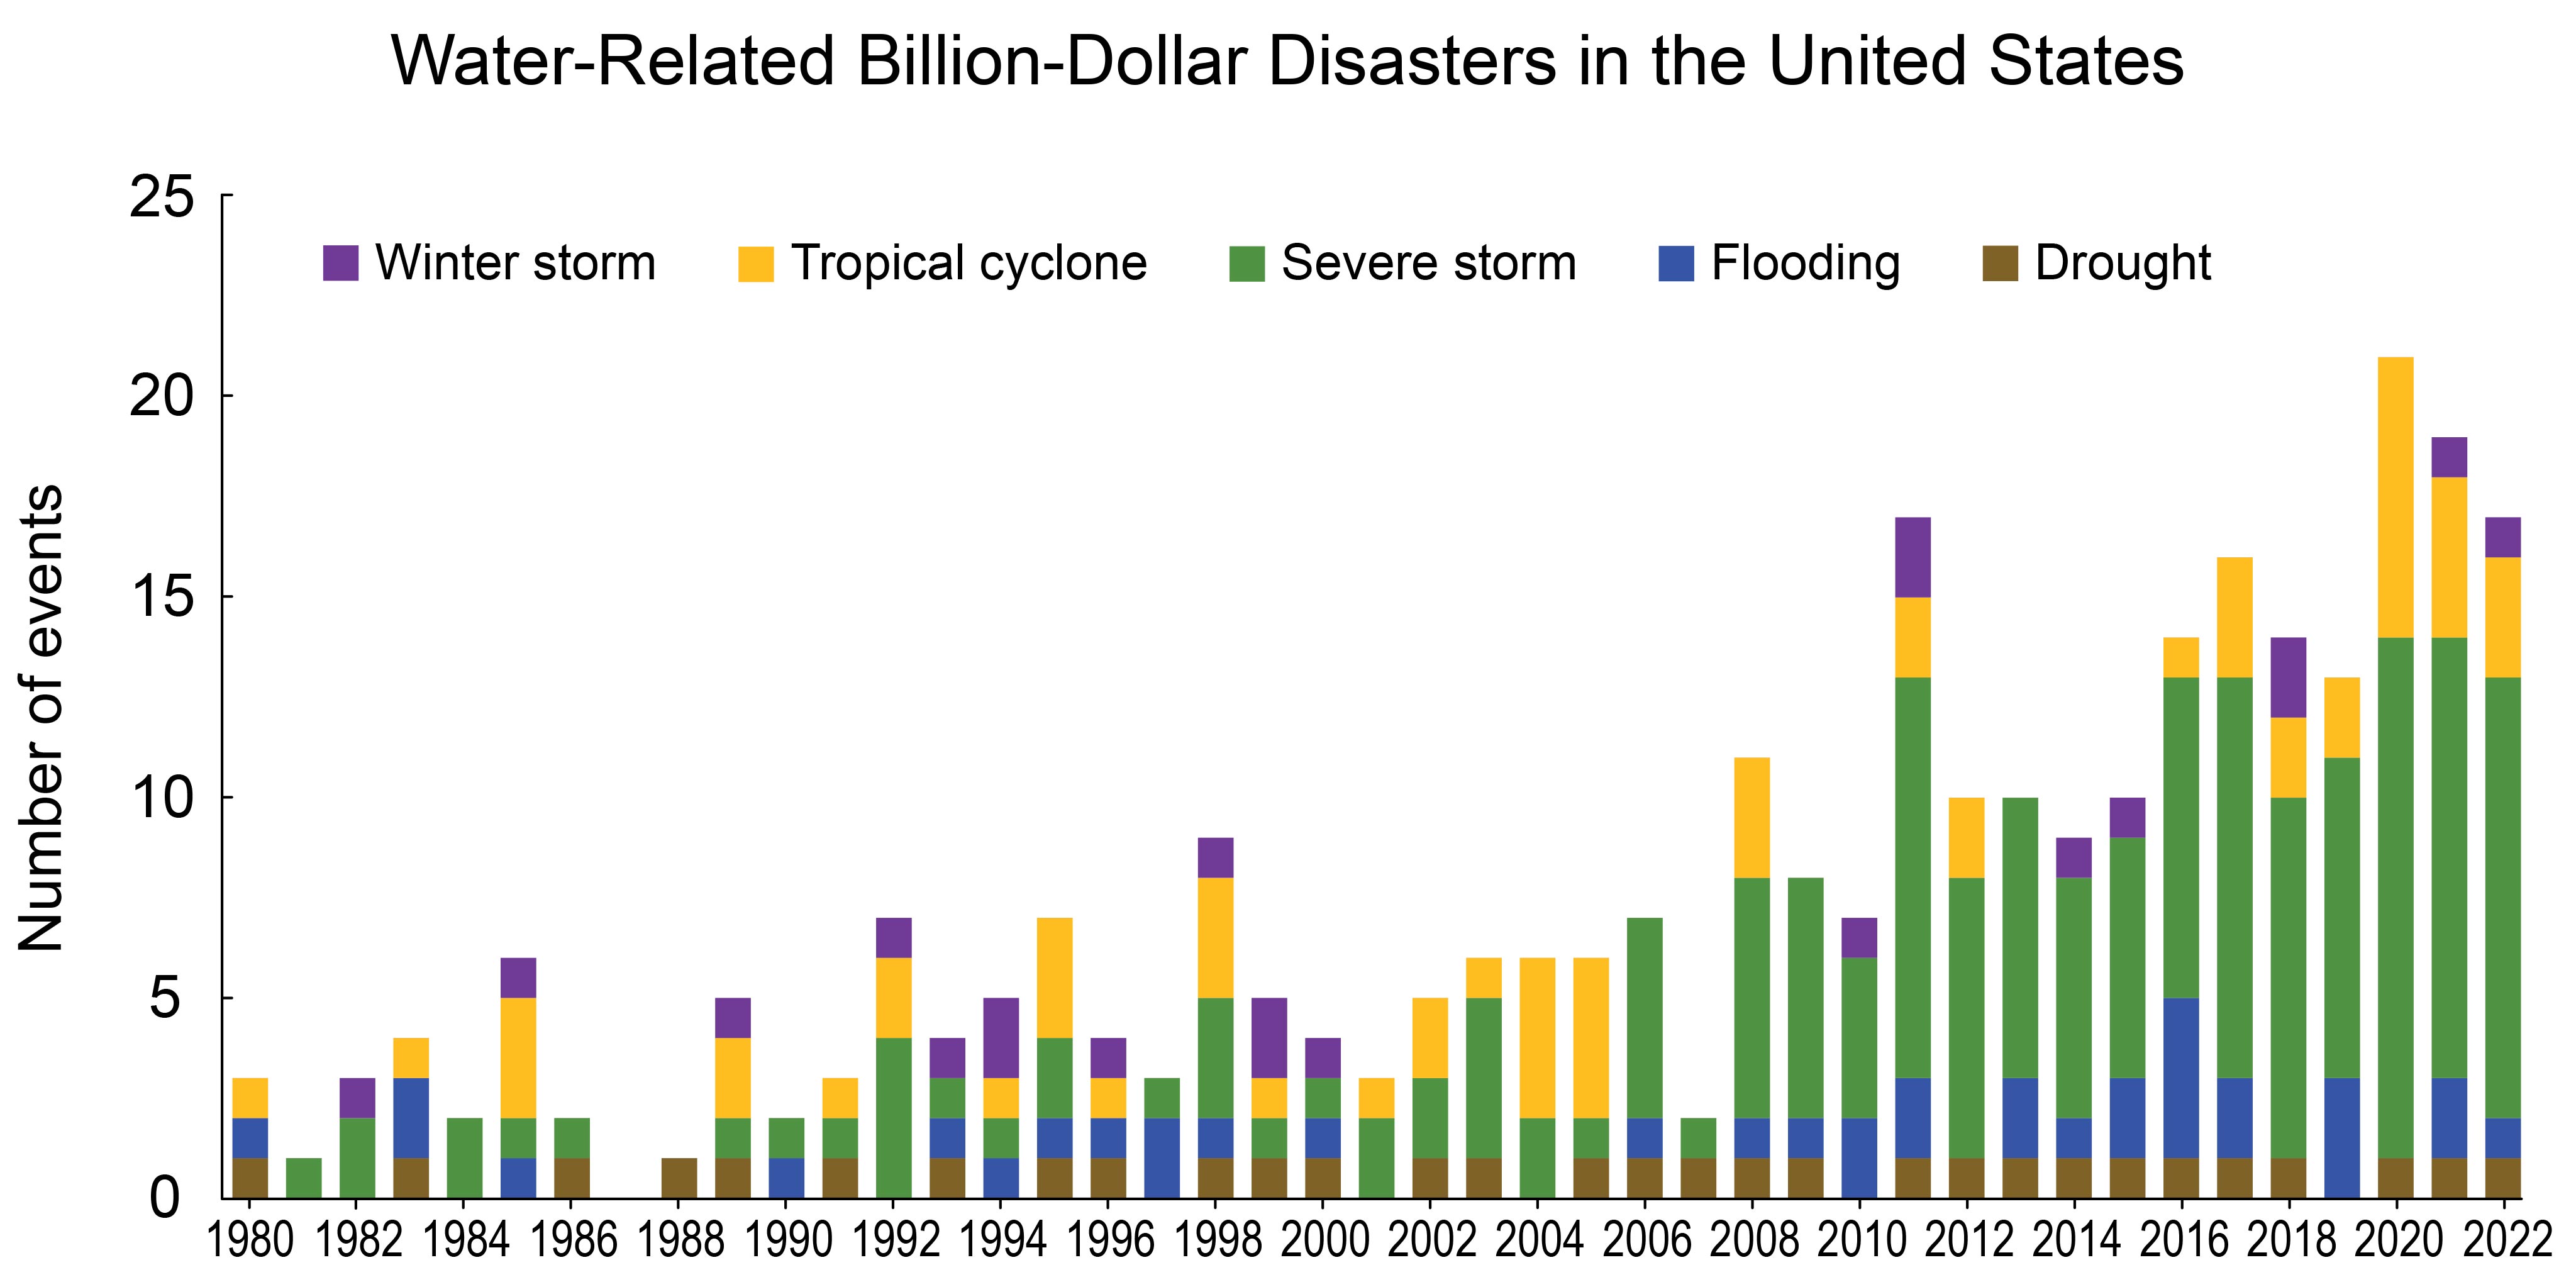 Water-Related Billion-Dollar Disasters in the United States
25
Winter storm Tropical cyclone Severe storm Flooding Drought
20
15
10
5
0
Number of events
1980 1982 1984 1986 1988 1990 1992 1994 1996 1998 2000 2002 2004 2006 2008 2010 2012 2014 2016 2018 2020 2022